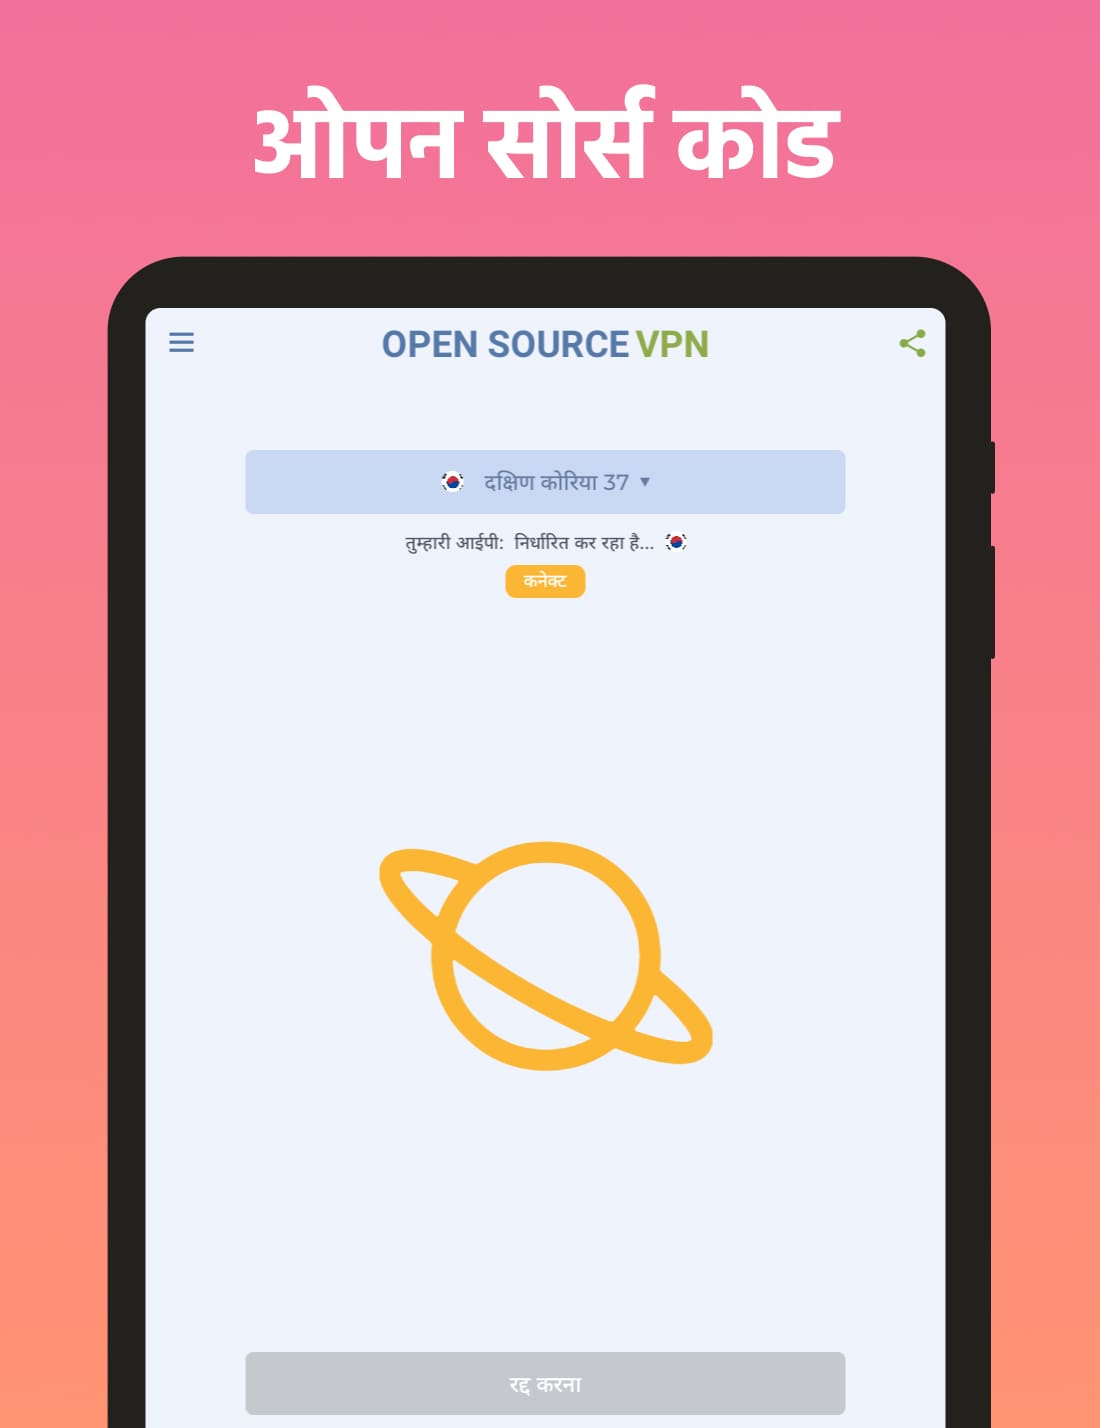 ओपन सोर्स कोड
OPEN SOURCE VPN
दक्षिण कोरिया 37 ▼
तुम्हारी आईपी: निर्धारित कर रहा है...
कनेक्ट
रद्द करना